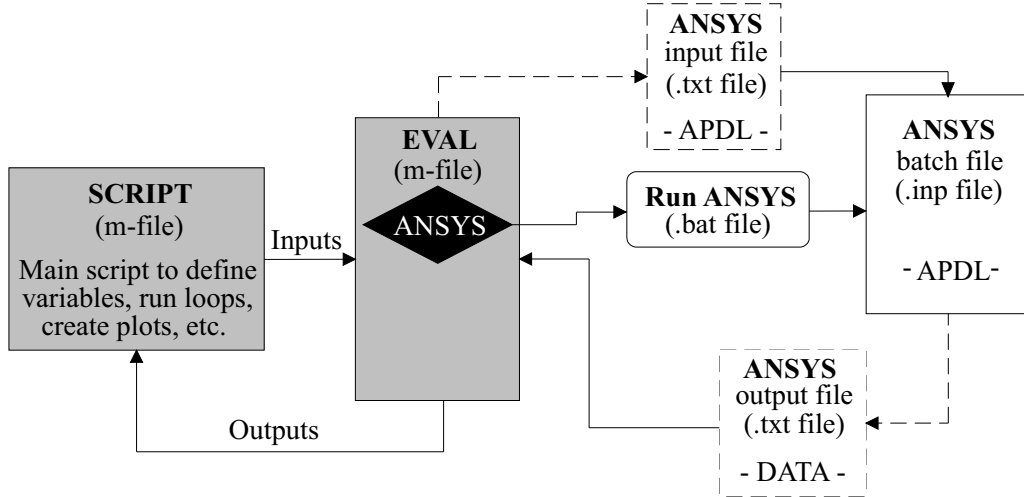 SCRIPT
(m-file)
Main script to define
variables, run loops,
create plots, etc.
Inputs
Outputs
EVAL
(m-file)
ANSYS
ANSYS
input file
(.txt file)
- APDL -
Run ANSYS
(.bat file)
ANSYS
batch file
(.inp file)
- APDL-
ANSYS
output file
(.txt file)
- DATA -